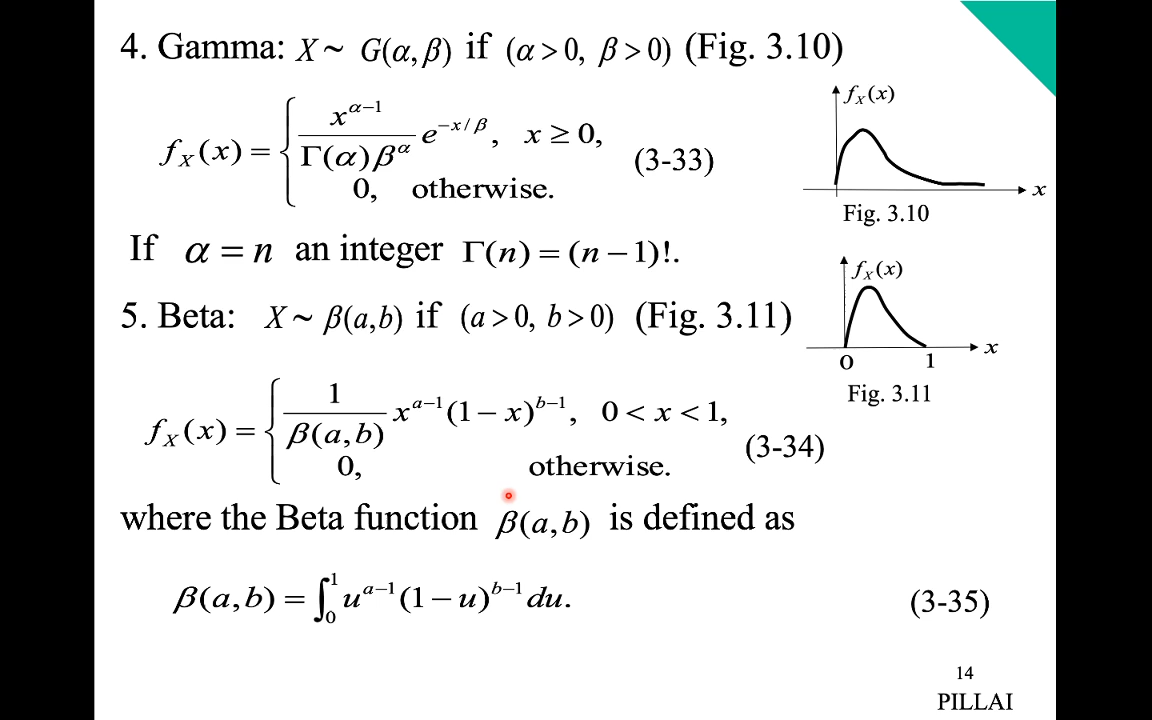 4. Gamma: X ~ G(α, β) if (α > 0, β > 0) (Fig. 3.10)
f_X(x) = { x^{α−1} / (Γ(α)β^α) e^{−x/β}, x ≥ 0,
0, otherwise.
(3-33)
f_X(x)
x
Fig. 3.10
If α = n an integer Γ(n) = (n − 1)!.
5. Beta: X ~ β(a,b) if (a > 0, b > 0) (Fig. 3.11)
f_X(x)
x
0 1
Fig. 3.11
f_X(x) = { 1 / β(a,b) x^{a−1}(1 − x)^{b−1}, 0 < x < 1,
0, otherwise.
(3-34)
where the Beta function β(a,b) is defined as
β(a,b) = ∫_0^1 u^{a−1}(1 − u)^{b−1} du.
(3-35)
14
PILLAI